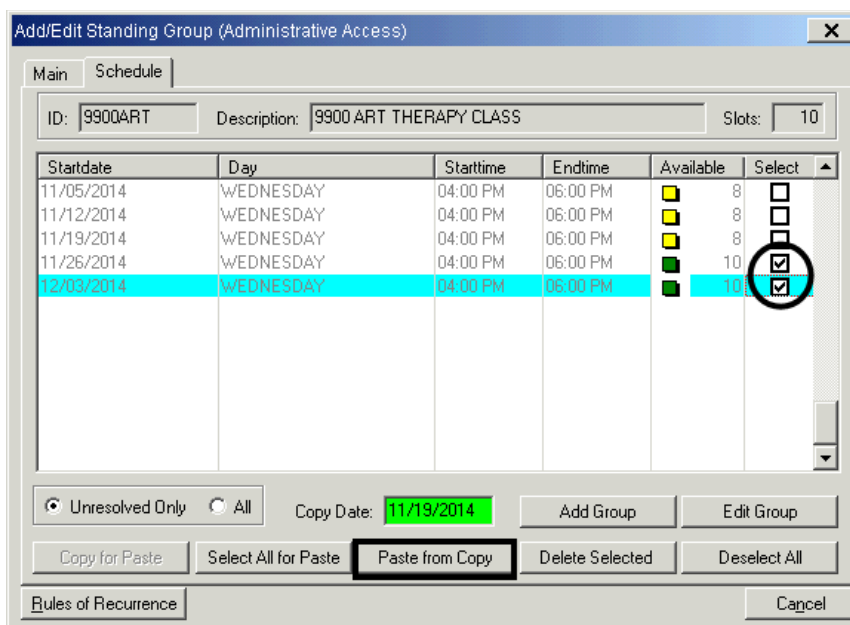 Add/Edit Standing Group (Administrative Access)
Main Schedule
ID: 9900ART Description: 9900 ART THERAPY CLASS Slots: 10
Startdate Day Starttime Endtime Available Select
11/05/2014 WEDNESDAY 04:00 PM 06:00 PM 8
11/12/2014 WEDNESDAY 04:00 PM 06:00 PM 8
11/19/2014 WEDNESDAY 04:00 PM 06:00 PM 8
11/26/2014 WEDNESDAY 04:00 PM 06:00 PM 10
12/03/2014 WEDNESDAY 04:00 PM 06:00 PM 10
Unresolved Only All Copy Date: 11/19/2014 Add Group Edit Group
Copy for Paste Select All for Paste Paste from Copy Delete Selected Deselect All
Rules of Recurrence Cancel